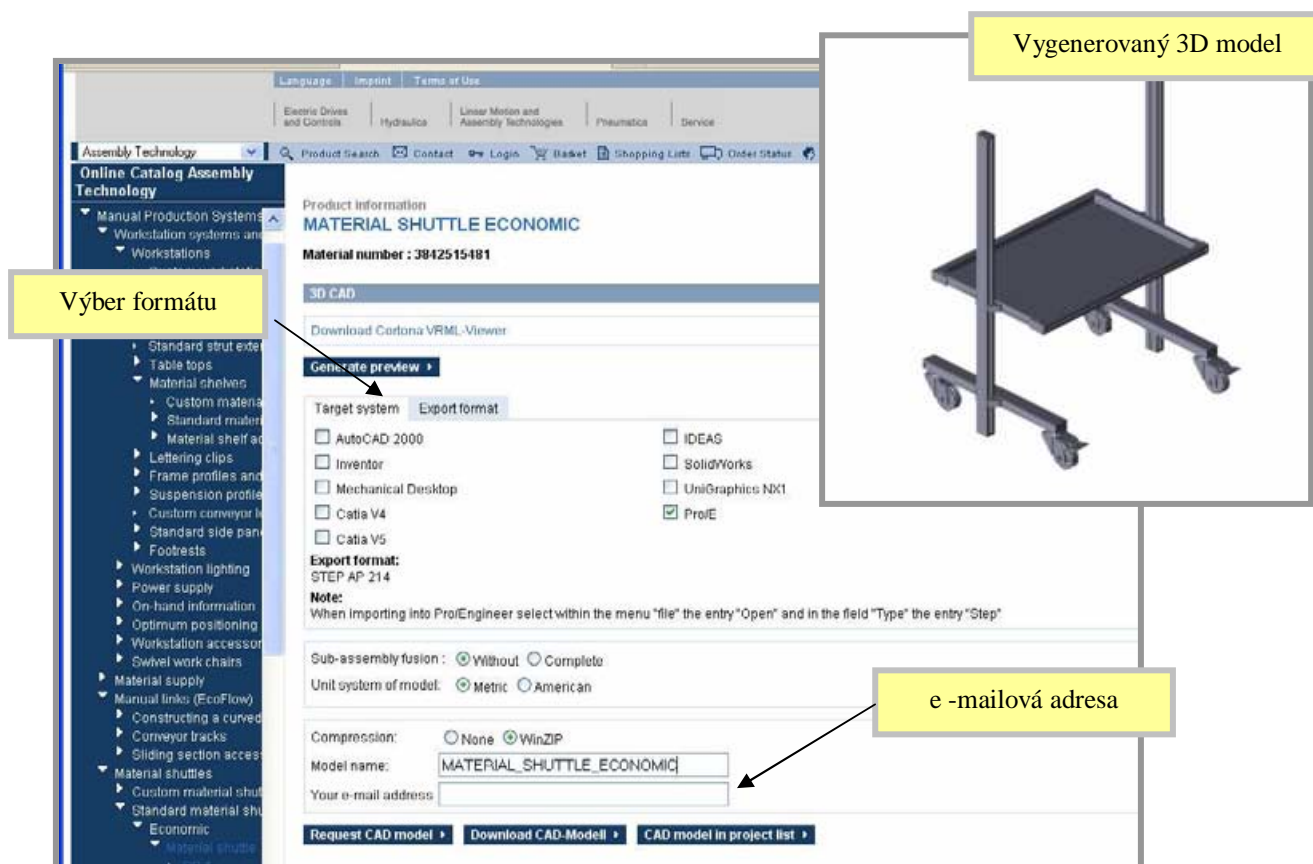 Vygenerovaný 3D model
Language Imprint Terms of Use
Electric Drives and Controls
Hydraulics
Linear Motion and Assembly Technologies
Pneumatics
Service
Assembly Technology
Product Search Contact Login Basket Shopping Lists Order Status
Online Catalog Assembly
Technology
Manual Production Systems
Workstation systems and
Workstations
Výber formátu
Standard strut exter
Table tops
Material shelves
Custom materia
Standard materi
Material shelf ac
Lettering clips
Frame profiles and
Suspension profile
Custom conveyor l
Standard side pan
Footrests
Workstation lighting
Power supply
On-hand information
Optimum positioning
Workstation accessor
Swivel work chairs
Material supply
Manual links (EcoFlow)
Constructing a curved
Conveyor tracks
Sliding section acces
Material shuttles
Custom material shut
Standard material shu
Economic
Material shuttle
Product information
MATERIAL SHUTTLE ECONOMIC
Material number : 3842515481
3D CAD
Download Cortona VRML-Viewer
Generate preview
Target system Export format
AutoCAD 2000 IDEAS
Inventor SolidWorks
Mechanical Desktop UniGraphics NX1
Catia V4 Pro/E
Catia V5
Export format:
STEP AP 214
Note:
When importing into Pro/Engineer select within the menu "file" the entry "Open" and in the field "Type" the entry "Step"
Sub-assembly fusion : Without Complete
Unit system of model: Metric American
e -mailová adresa
Compression: None WinZIP
Model name: MATERIAL_SHUTTLE_ECONOMIC
Your e-mail address
Request CAD model Download CAD-Modell CAD model in project list